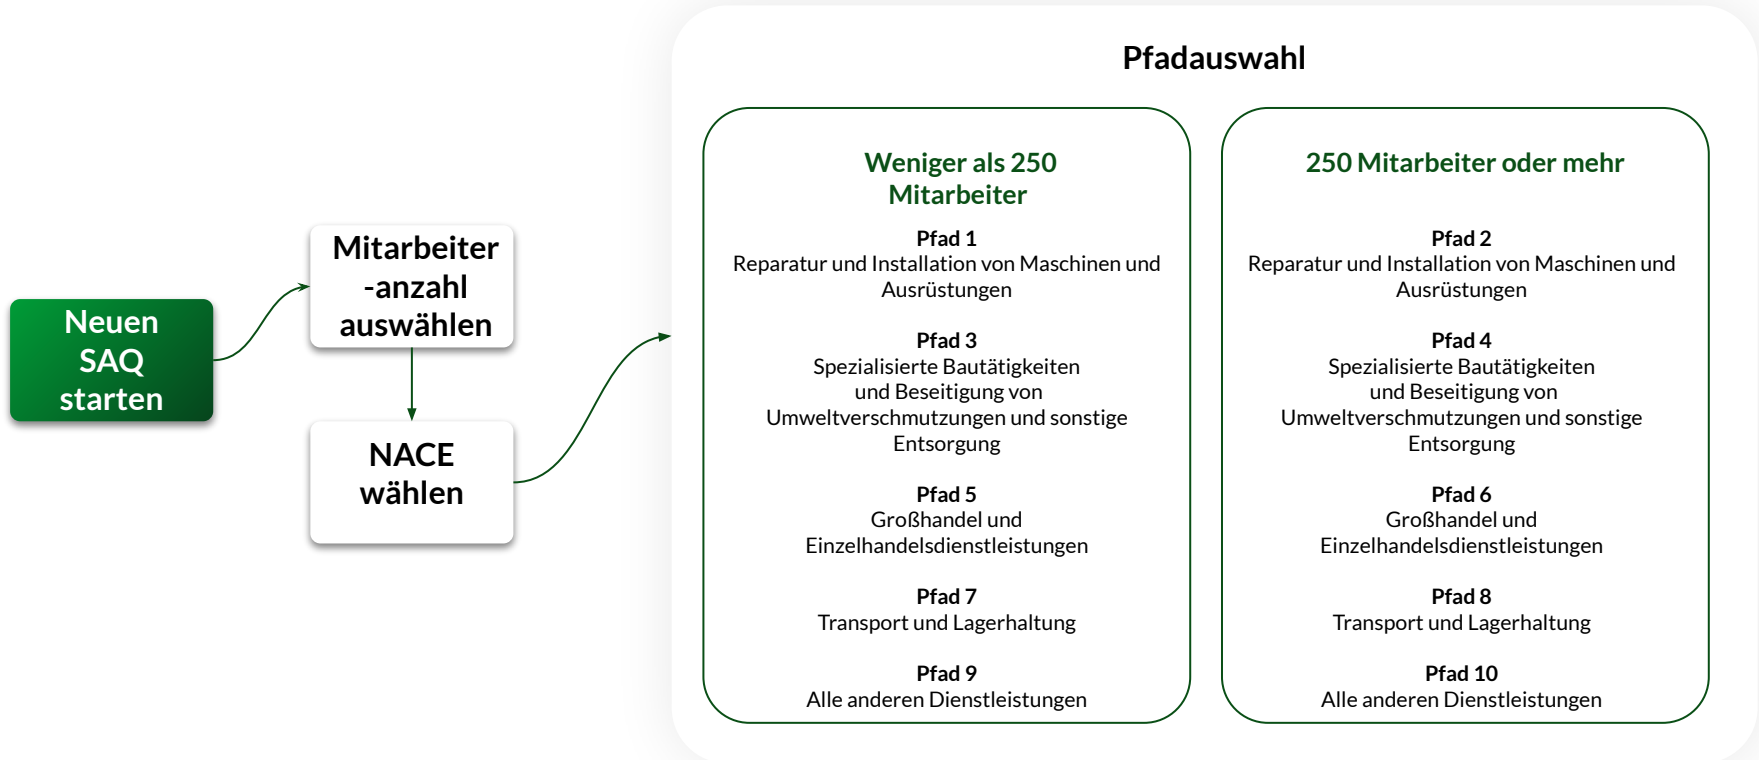 Neuen
SAQ
starten
Mitarbeiter
-anzahl
auswählen
NACE
wählen
Pfadauswahl
Weniger als 250
Mitarbeiter
Pfad 1
Reparatur und Installation von Maschinen und
Ausrüstungen
Pfad 3
Spezialisierte Bautätigkeiten
und Beseitigung von
Umweltverschmutzungen und sonstige
Entsorgung
Pfad 5
Großhandel und
Einzelhandelsdienstleistungen
Pfad 7
Transport und Lagerhaltung
Pfad 9
Alle anderen Dienstleistungen
250 Mitarbeiter oder mehr
Pfad 2
Reparatur und Installation von Maschinen und
Ausrüstungen
Pfad 4
Spezialisierte Bautätigkeiten
und Beseitigung von
Umweltverschmutzungen und sonstige
Entsorgung
Pfad 6
Großhandel und
Einzelhandelsdienstleistungen
Pfad 8
Transport und Lagerhaltung
Pfad 10
Alle anderen Dienstleistungen